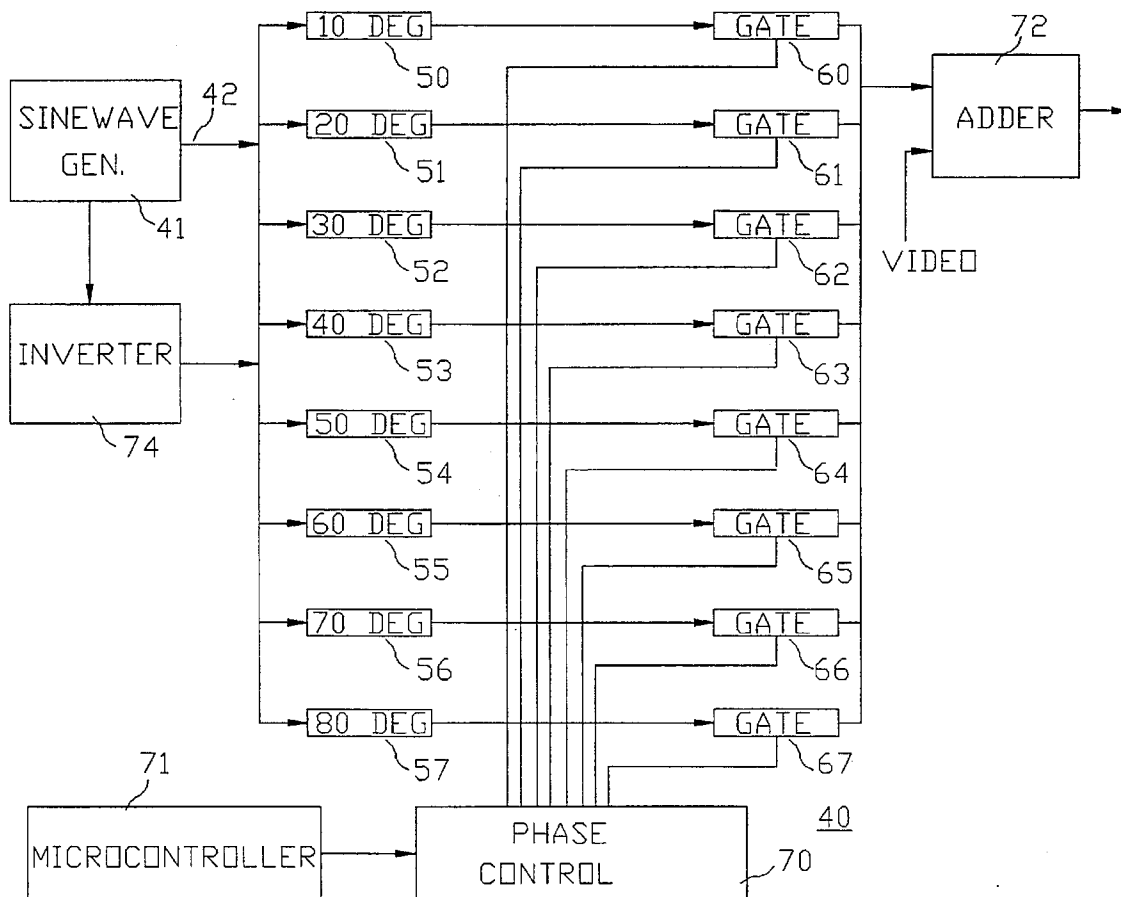 10 DEG
50
GATE
60
72
ADDER
SINEWAVE
GEN.
41
42
20 DEG
51
GATE
61
30 DEG
52
GATE
62
VIDEO
INVERTER
74
40 DEG
53
GATE
63
50 DEG
54
GATE
64
60 DEG
55
GATE
65
70 DEG
56
GATE
66
80 DEG
57
GATE
67
71
MICROCONTROLLER
PHASE
CONTROL
70
40